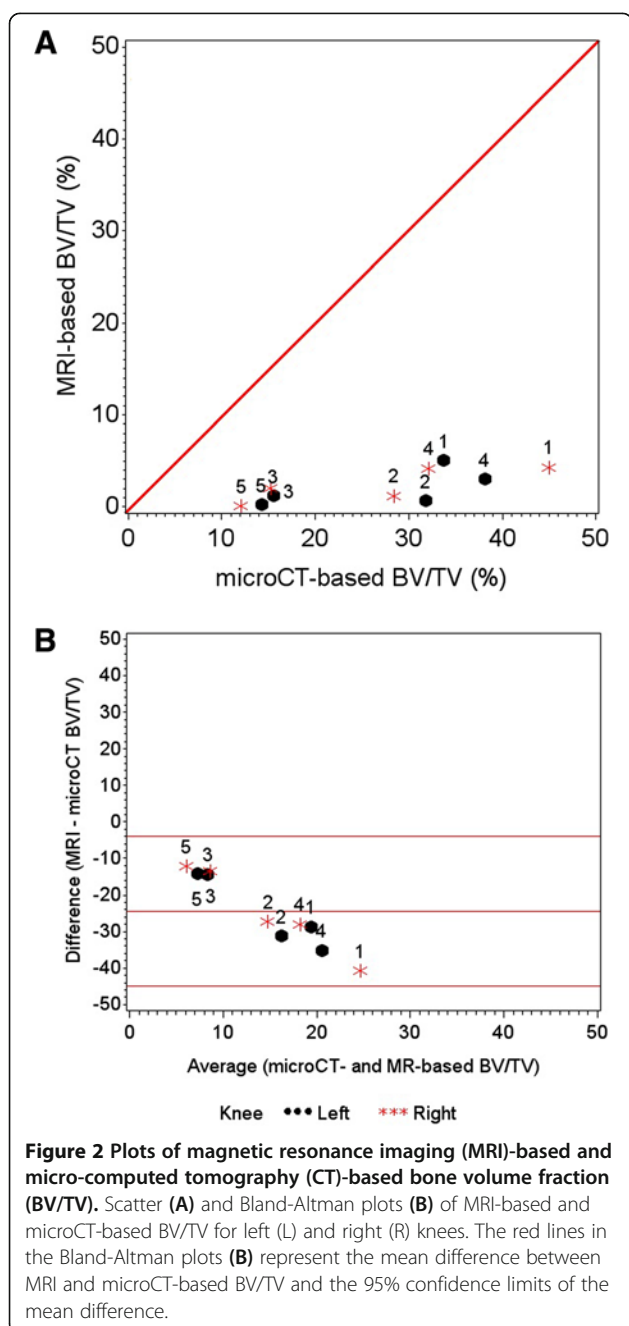 A
50
40
30
20
10
0
MRI-based BV/TV (%)
5 5 3 3 2 2 4 1 4 1
0 10 20 30 40 50
microCT-based BV/TV (%)
B
50
40
30
20
10
0
-10
-20
-30
-40
-50
Difference (MRI - microCT BV/TV)
5 3
5 3
2 2 4 1 4
1
0 10 20 30 40 50
Average (microCT- and MR-based BV/TV)
Knee Left Right
Figure 2 Plots of magnetic resonance imaging (MRI)-based and
micro-computed tomography (CT)-based bone volume fraction
(BV/TV). Scatter (A) and Bland-Altman plots (B) of MRI-based and
microCT-based BV/TV for left (L) and right (R) knees. The red lines in
the Bland-Altman plots (B) represent the mean difference between
MRI and microCT-based BV/TV and the 95% confidence limits of the
mean difference.